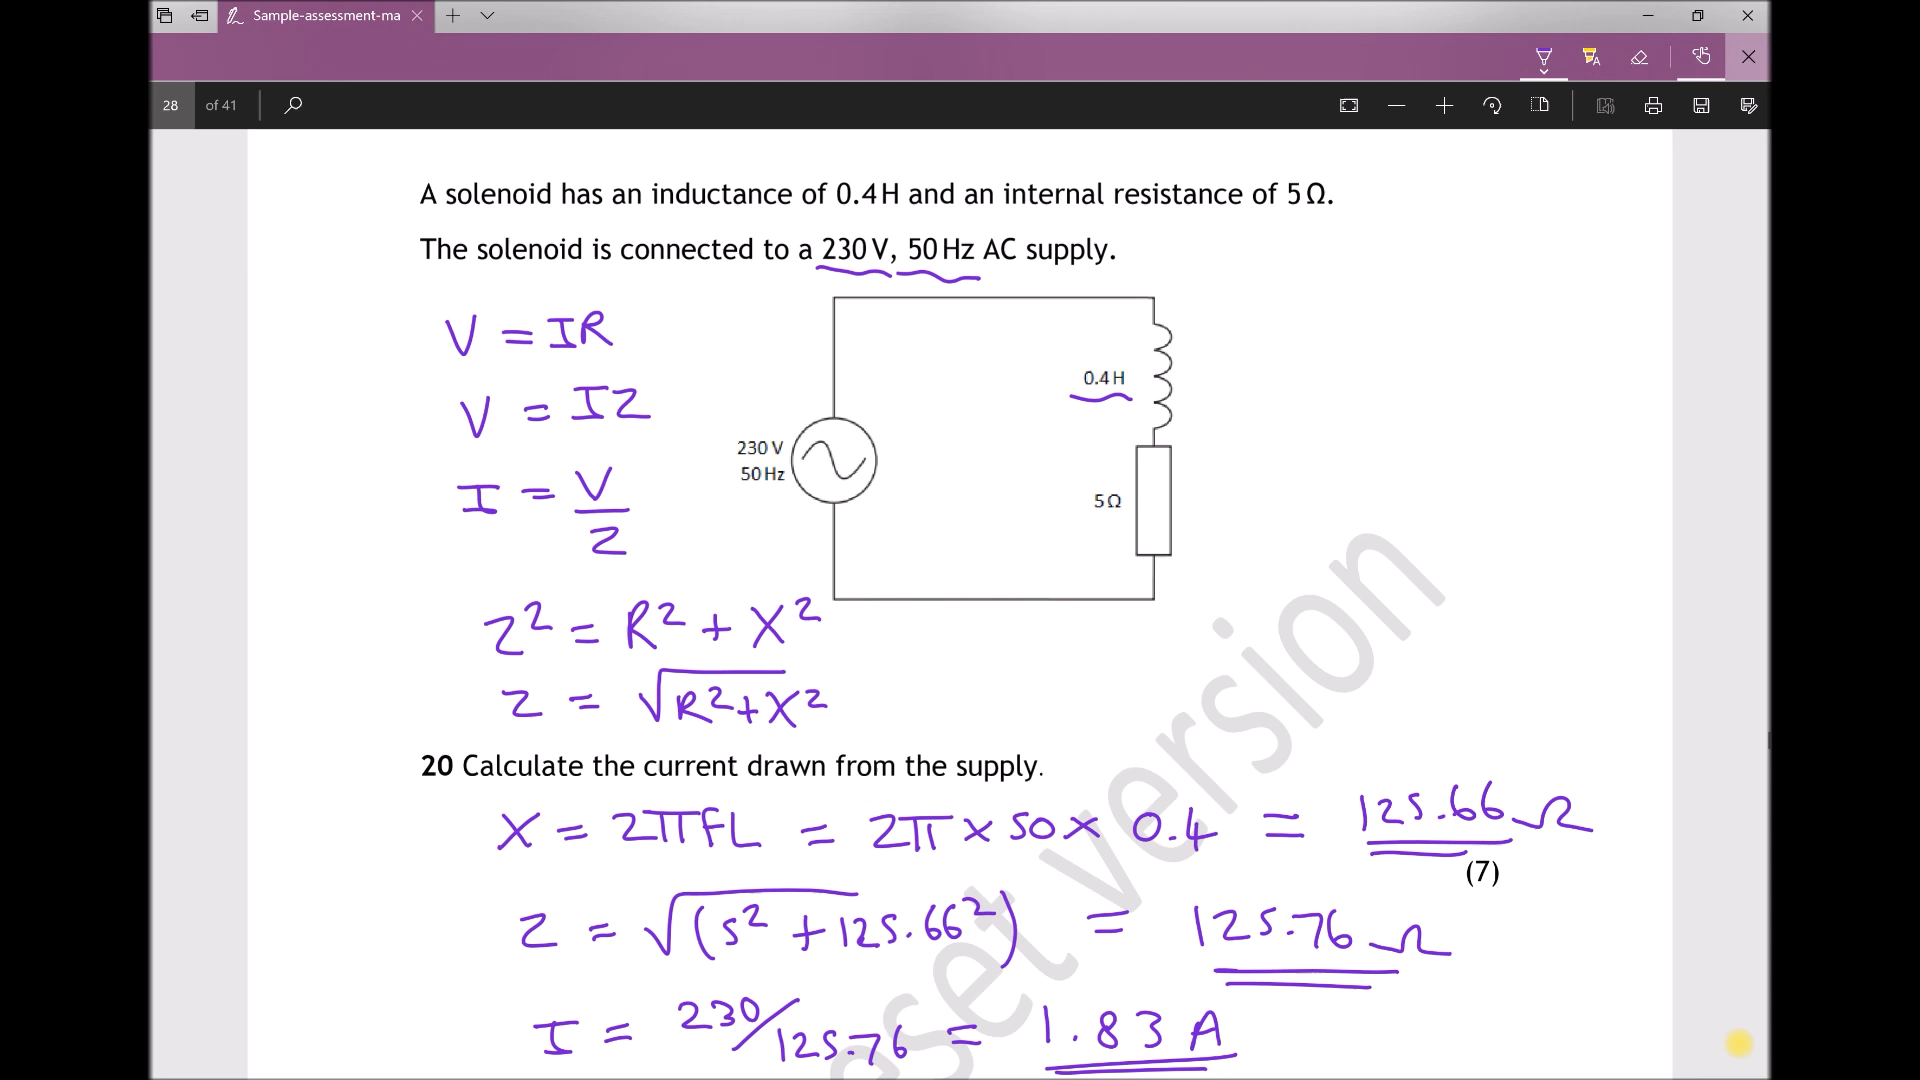 Sample-assessment-ma
28 of 41
A solenoid has an inductance of 0.4 H and an internal resistance of 5 Ω.
The solenoid is connected to a 230 V, 50 Hz AC supply.
V = IR
V = IZ
I = V/Z
0.4 H
230 V
50 Hz
5 Ω
Z² = R² + X²
Z = √R²+X²
20 Calculate the current drawn from the supply.
X = 2πFL = 2π × 50 × 0.4 = 125.66 Ω
(7)
Z = √(5² + 125.66²) = 125.76 Ω
I = 230/125.76 = 1.83 A
eset version